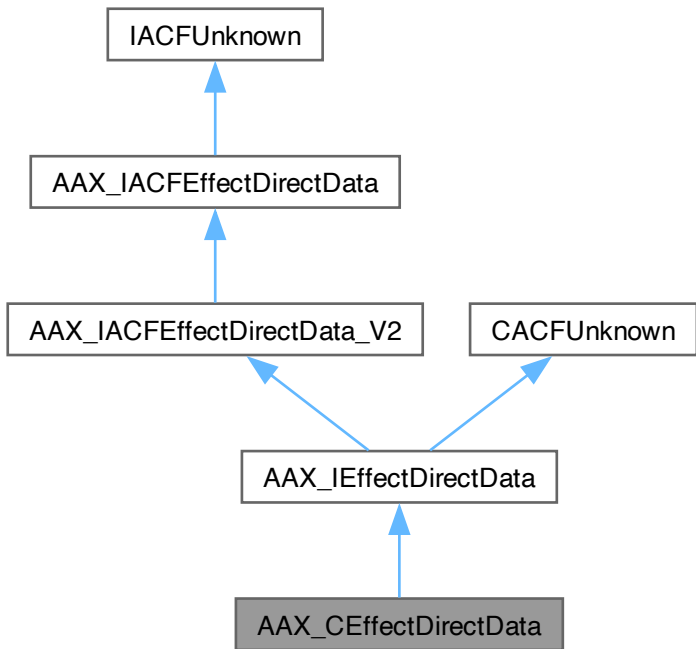 IACFUnknown
AAX_IACFEffectDirectData
AAX_IACFEffectDirectData_V2
CACFUnknown
AAX_IEffectDirectData
AAX_CEffectDirectData